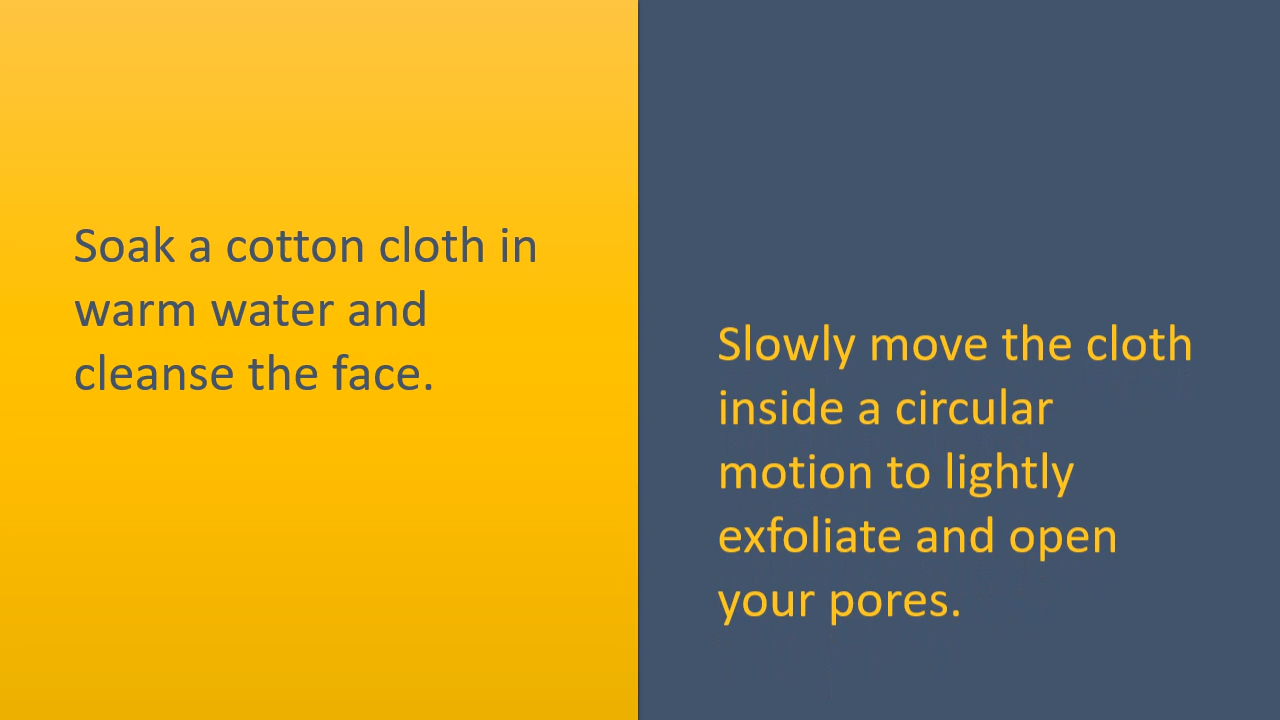 Soak a cotton cloth in
warm water and
cleanse the face.
Slowly move the cloth
inside a circular
motion to lightly
exfoliate and open
your pores.